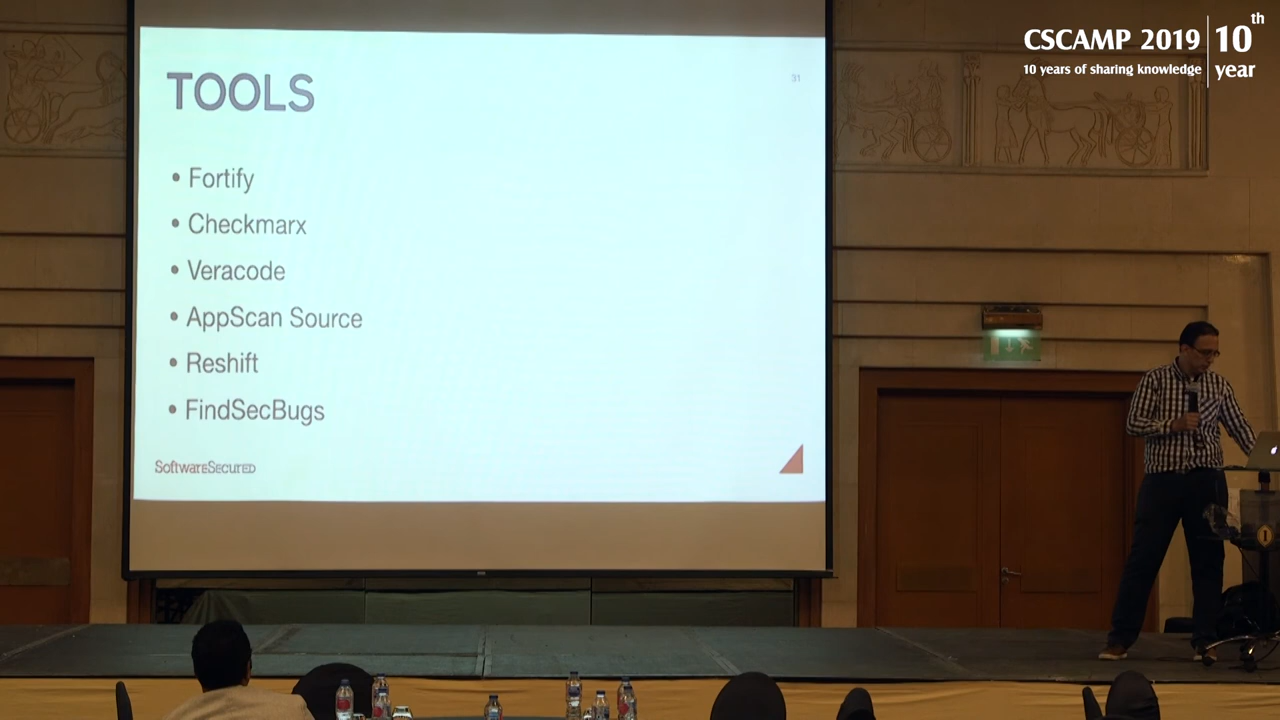 CSCAMP 2019
10 years of sharing knowledge
10th
year
TOOLS
31
• Fortify
• Checkmarx
• Veracode
• AppScan Source
• Reshift
• FindSecBugs
SOFTWARESECURED